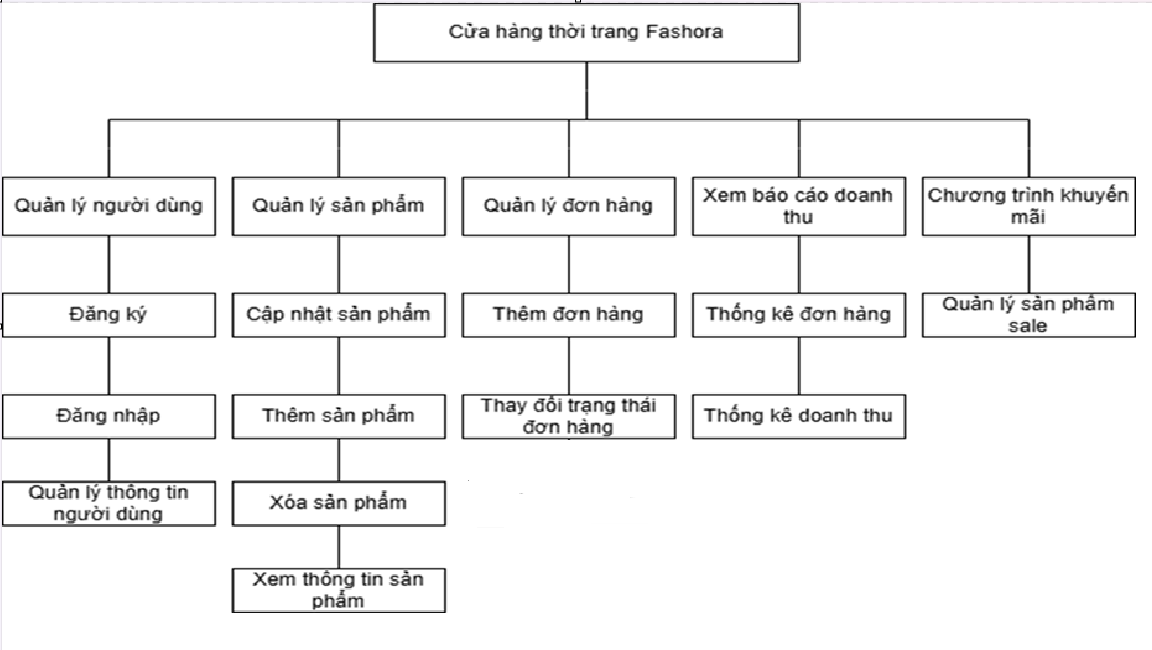 Cửa hàng thời trang Fashora
Quản lý người dùng
Quản lý sản phẩm
Quản lý đơn hàng
Xem báo cáo doanh
thu
Chương trình khuyến
mãi
Đăng ký
Cập nhật sản phẩm
Thêm đơn hàng
Thống kê đơn hàng
Quản lý sản phẩm
sale
Đăng nhập
Thêm sản phẩm
Thay đổi trạng thái
đơn hàng
Thống kê doanh thu
Quản lý thông tin
người dùng
Xóa sản phẩm
Xem thông tin sản
phẩm